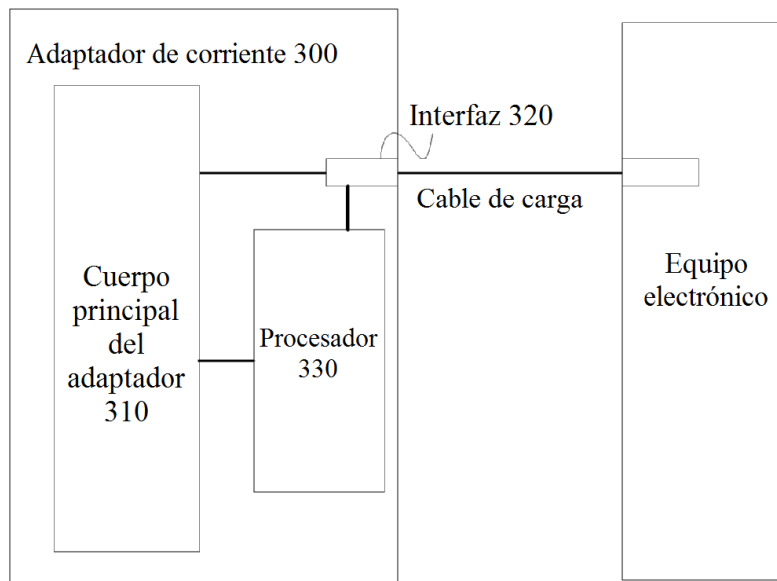 Adaptador de corriente 300
Interfaz 320
Cable de carga
Cuerpo
principal
del
adaptador
310
Procesador
330
Equipo
electrónico